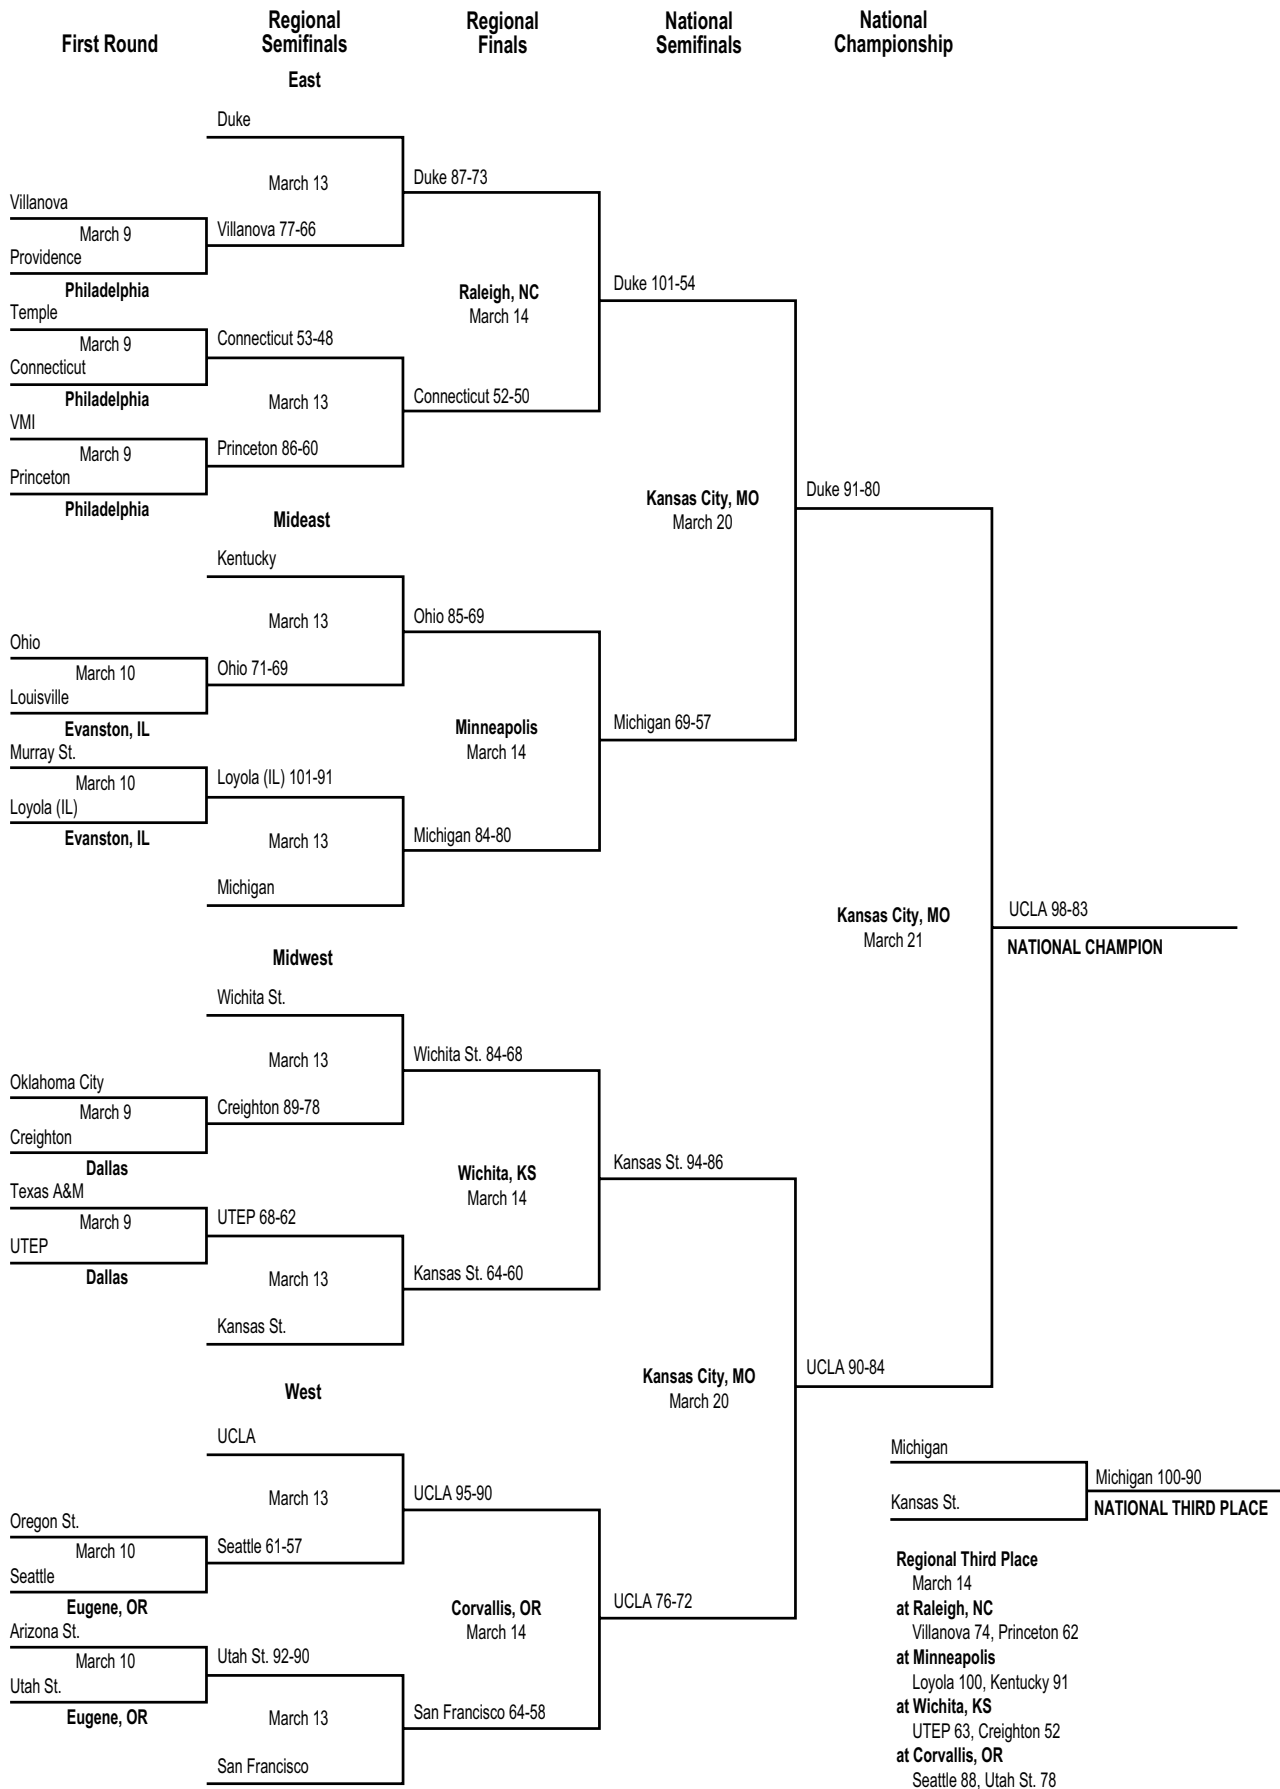 First Round
Regional
Semifinals
Regional
Finals
National
Semifinals
National
Championship
East
Duke
March 13
Duke 87-73
Villanova
March 9
Villanova 77-66
Providence
Philadelphia
Raleigh, NC
March 14
Duke 101-54
Temple
March 9
Connecticut 53-48
Connecticut
Philadelphia
March 13
Connecticut 52-50
VMI
March 9
Princeton 86-60
Princeton
Philadelphia
Kansas City, MO
March 20
Duke 91-80
Mideast
Kentucky
March 13
Ohio 85-69
Ohio
March 10
Ohio 71-69
Louisville
Evanston, IL
Minneapolis
March 14
Michigan 69-57
Murray St.
March 10
Loyola (IL) 101-91
Loyola (IL)
Evanston, IL
March 13
Michigan 84-80
Michigan
Kansas City, MO
March 21
UCLA 98-83
NATIONAL CHAMPION
Midwest
Wichita St.
March 13
Wichita St. 84-68
Oklahoma City
March 9
Creighton 89-78
Creighton
Dallas
Wichita, KS
March 14
Kansas St. 94-86
Texas A&M
March 9
UTEP 68-62
UTEP
Dallas
March 13
Kansas St. 64-60
Kansas St.
Kansas City, MO
March 20
UCLA 90-84
West
UCLA
March 13
UCLA 95-90
Oregon St.
March 10
Seattle 61-57
Seattle
Eugene, OR
Corvallis, OR
March 14
UCLA 76-72
Arizona St.
March 10
Utah St. 92-90
Utah St.
Eugene, OR
March 13
San Francisco 64-58
San Francisco
Michigan
Michigan 100-90
Kansas St.
NATIONAL THIRD PLACE
Regional Third Place
March 14
at Raleigh, NC
Villanova 74, Princeton 62
at Minneapolis
Loyola 100, Kentucky 91
at Wichita, KS
UTEP 63, Creighton 52
at Corvallis, OR
Seattle 88, Utah St. 78